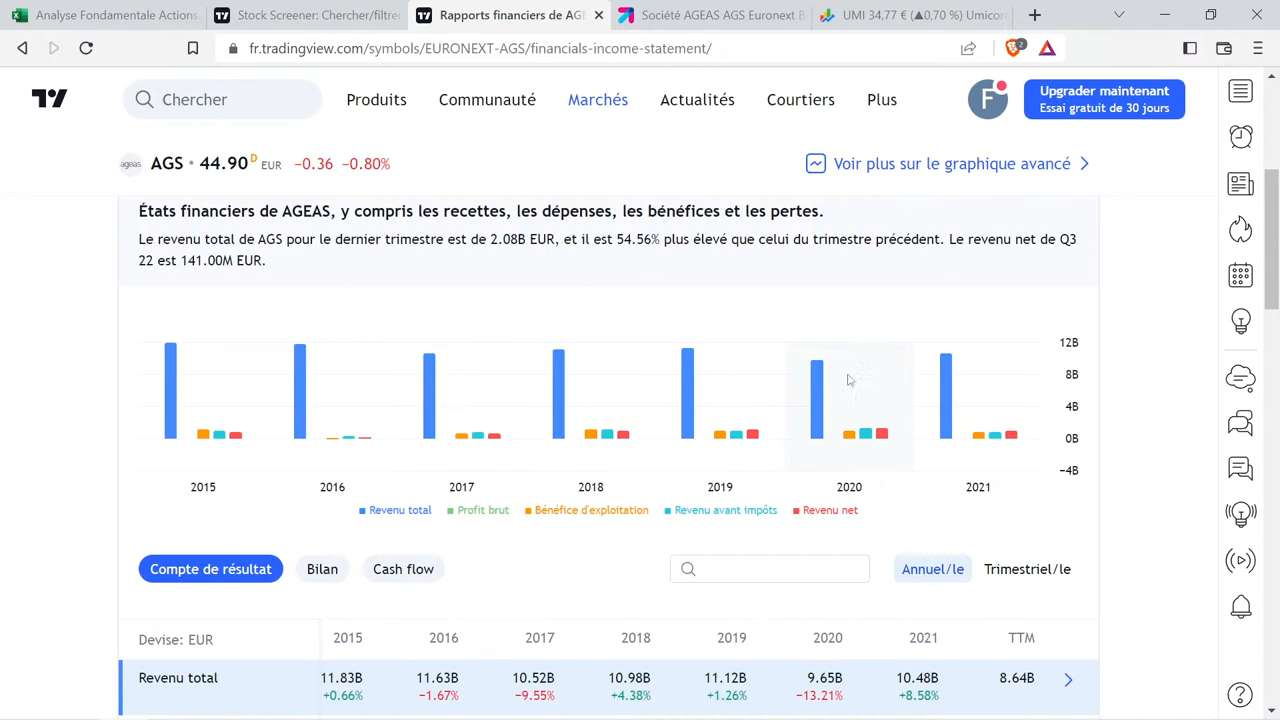 Analyse Fondamentale Actions
Stock Screener: Chercher/filtre
Rapports financiers de AGE
Société AGEAS AGS Euronext B
UMI 34,77 € (▲0,70 %) Umicor
fr.tradingview.com/symbols/EURONEXT-AGS/financials-income-statement/
2
Chercher
Produits
Communauté
Marchés
Actualités
Courtiers
Plus
F
Upgrader maintenant
Essai gratuit de 30 jours
ageas AGS • 44.90 D EUR −0.36 −0.80%
Voir plus sur le graphique avancé
États financiers de AGEAS, y compris les recettes, les dépenses, les bénéfices et les pertes.
Le revenu total de AGS pour le dernier trimestre est de 2.08B EUR, et il est 54.56% plus élevé que celui du trimestre précédent. Le revenu net de Q3
22 est 141.00M EUR.
12B
8B
4B
0B
−4B
2015 2016 2017 2018 2019 2020 2021
Revenu total Profit brut Bénéfice d'exploitation Revenu avant impôts Revenu net
Compte de résultat Bilan Cash flow Annuel/le Trimestriel/le
Devise: EUR 2015 2016 2017 2018 2019 2020 2021 TTM
Revenu total 11.83B 11.63B 10.52B 10.98B 11.12B 9.65B 10.48B 8.64B
+0.66% −1.67% −9.55% +4.38% +1.26% −13.21% +8.58%